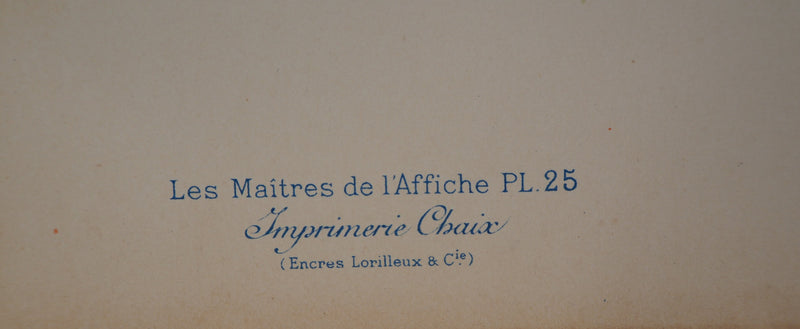 Les Maîtres de l'Affiche PL.25
Imprimerie Chaix
(Encres Lorilleux & Cie)